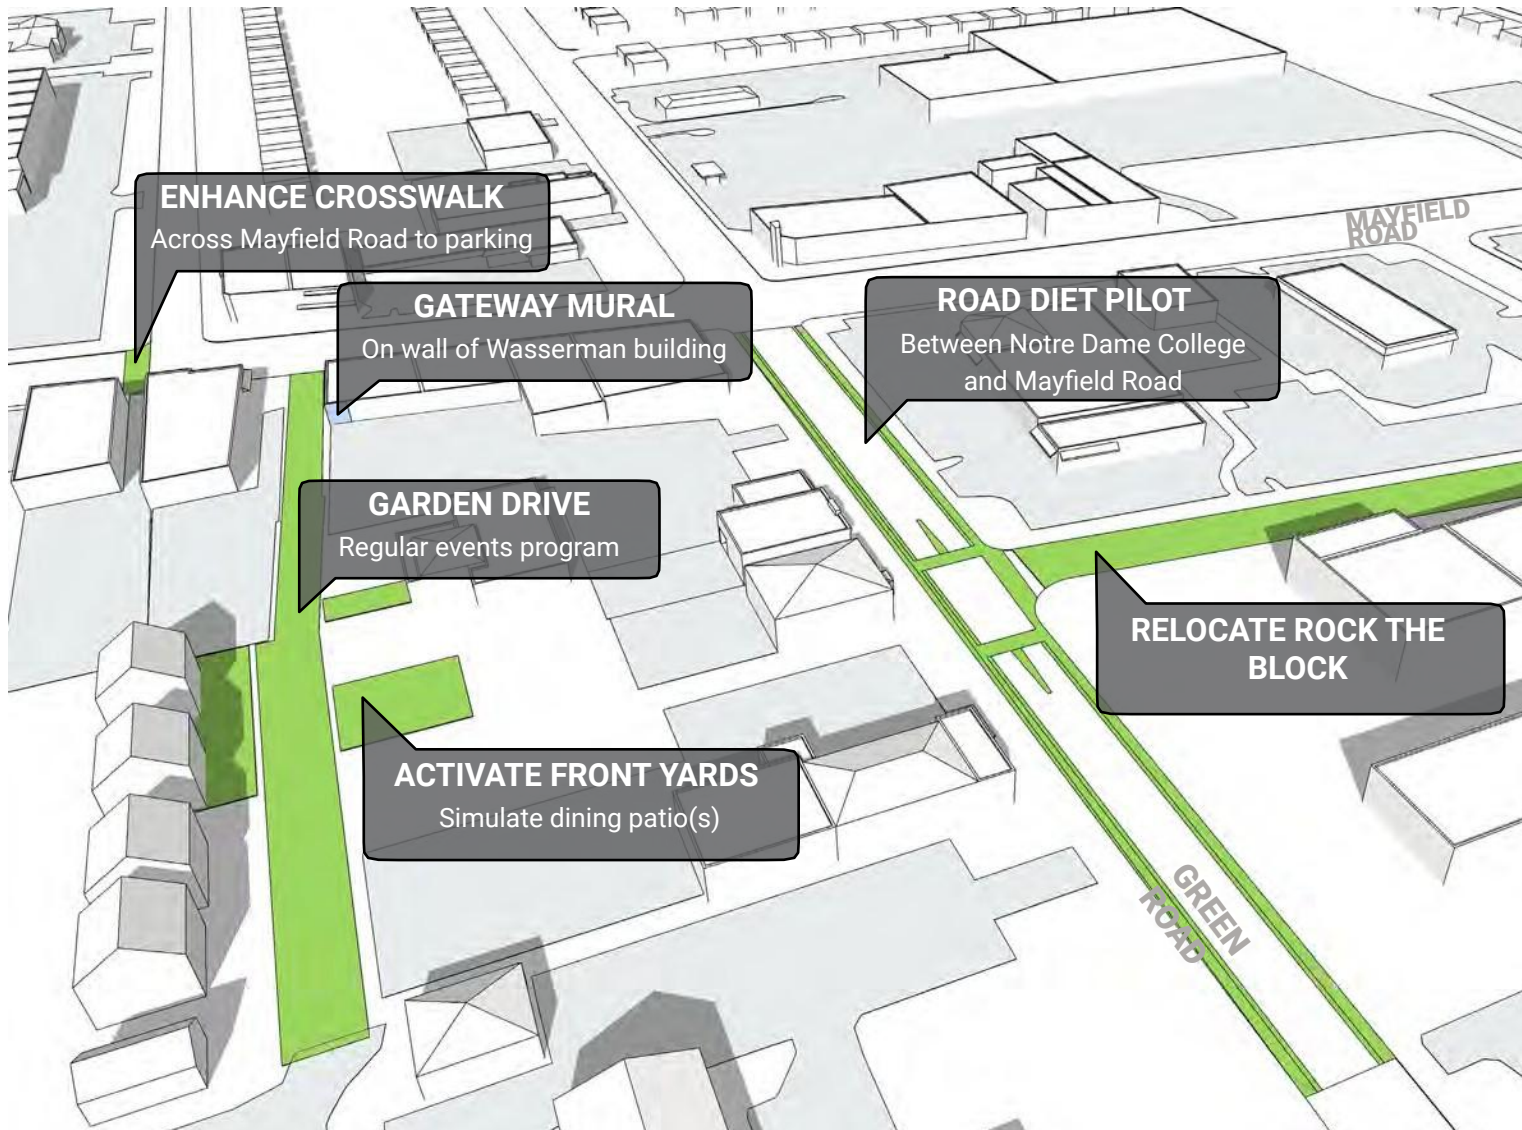 ENHANCE CROSSWALK
Across Mayfield Road to parking
MAYFIELD
ROAD
GATEWAY MURAL
On wall of Wasserman building
ROAD DIET PILOT
Between Notre Dame College
and Mayfield Road
GARDEN DRIVE
Regular events program
RELOCATE ROCK THE
BLOCK
ACTIVATE FRONT YARDS
Simulate dining patio(s)
GREEN
ROAD